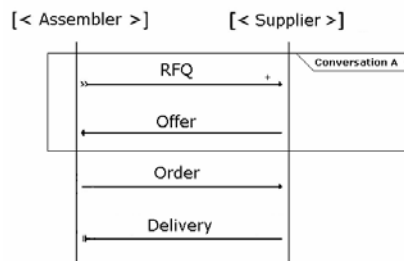 [< Assembler >] [< Supplier >]
Conversation A
RFQ
+
Offer
Order
Delivery